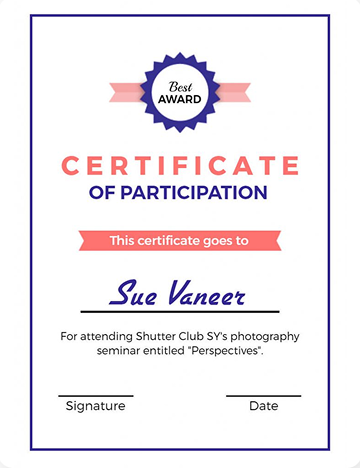 Best
AWARD
CERTIFICATE
OF PARTICIPATION
This certificate goes to
Sue Vaneer
For attending Shutter Club SY's photography
seminar entitled "Perspectives".
Signature Date